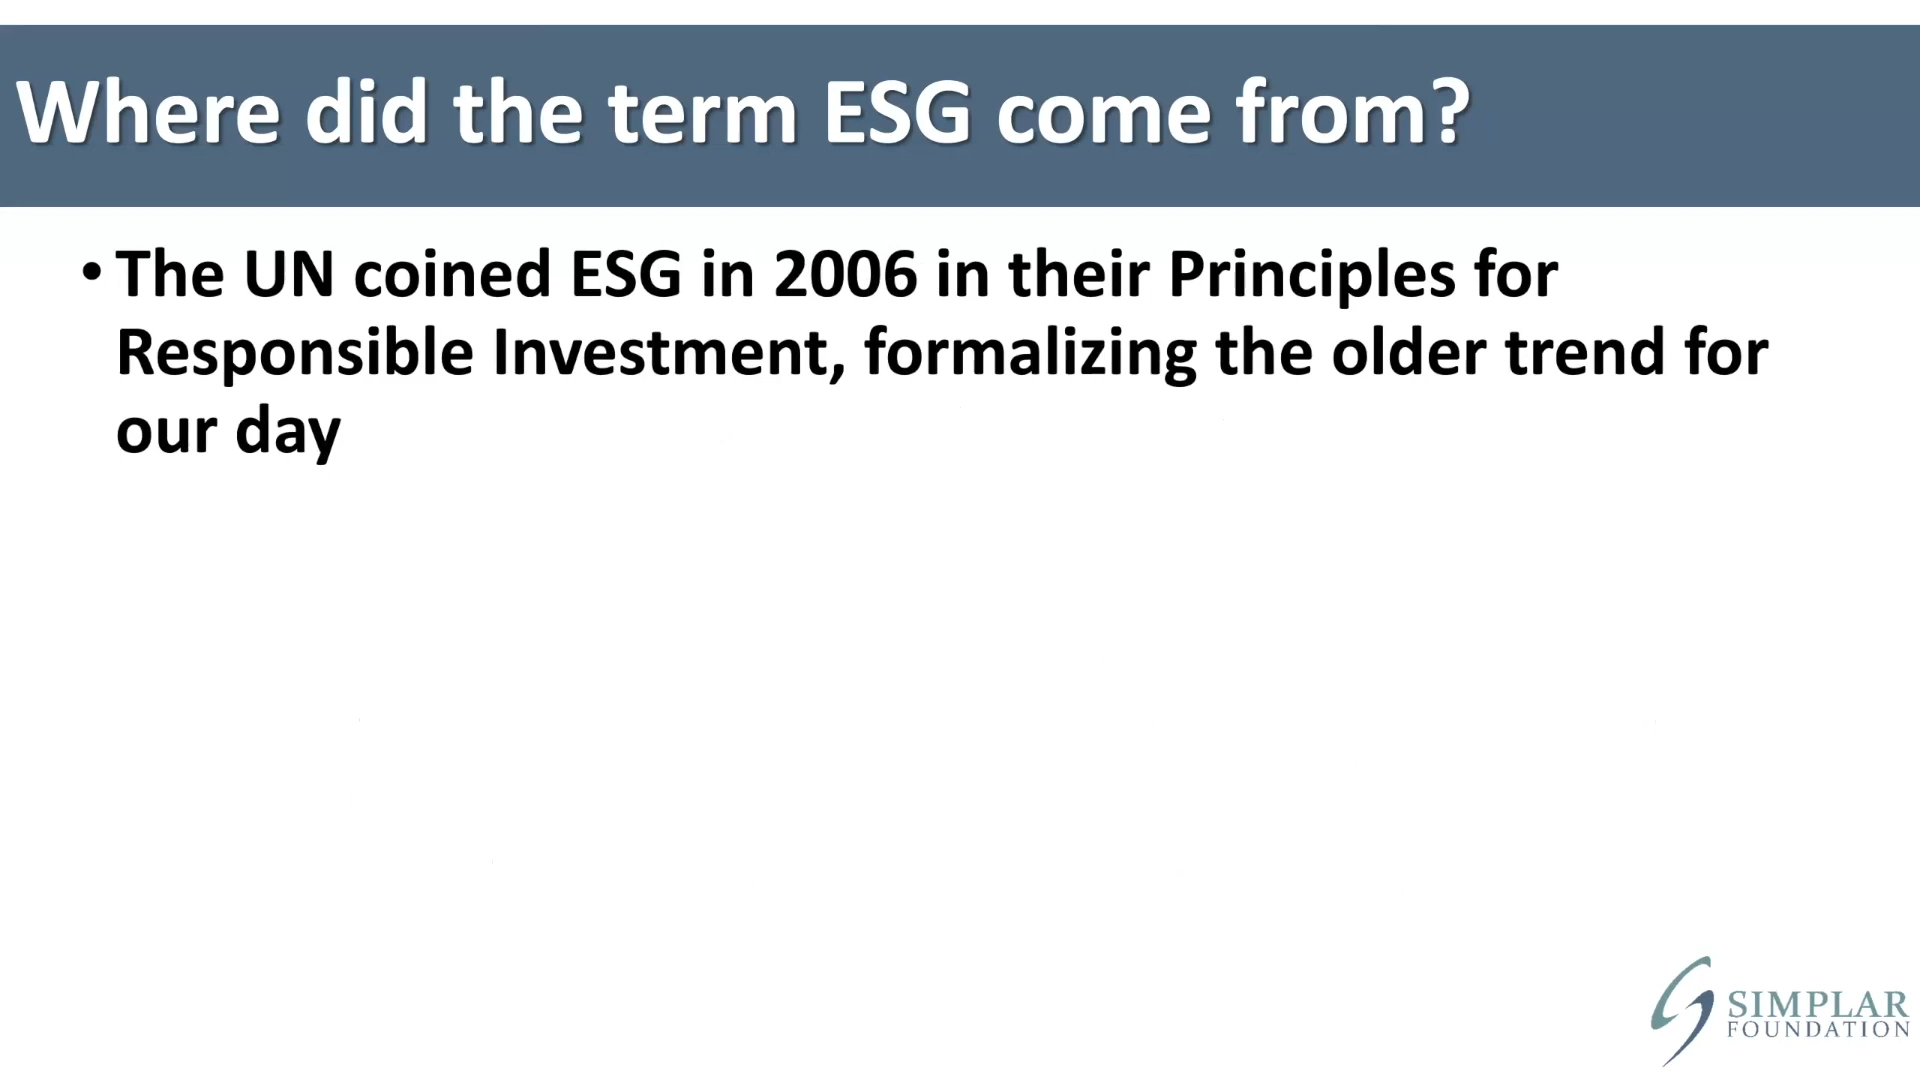 Where did the term ESG come from?
• The UN coined ESG in 2006 in their Principles for
Responsible Investment, formalizing the older trend for
our day
SIMPLAR
FOUNDATION